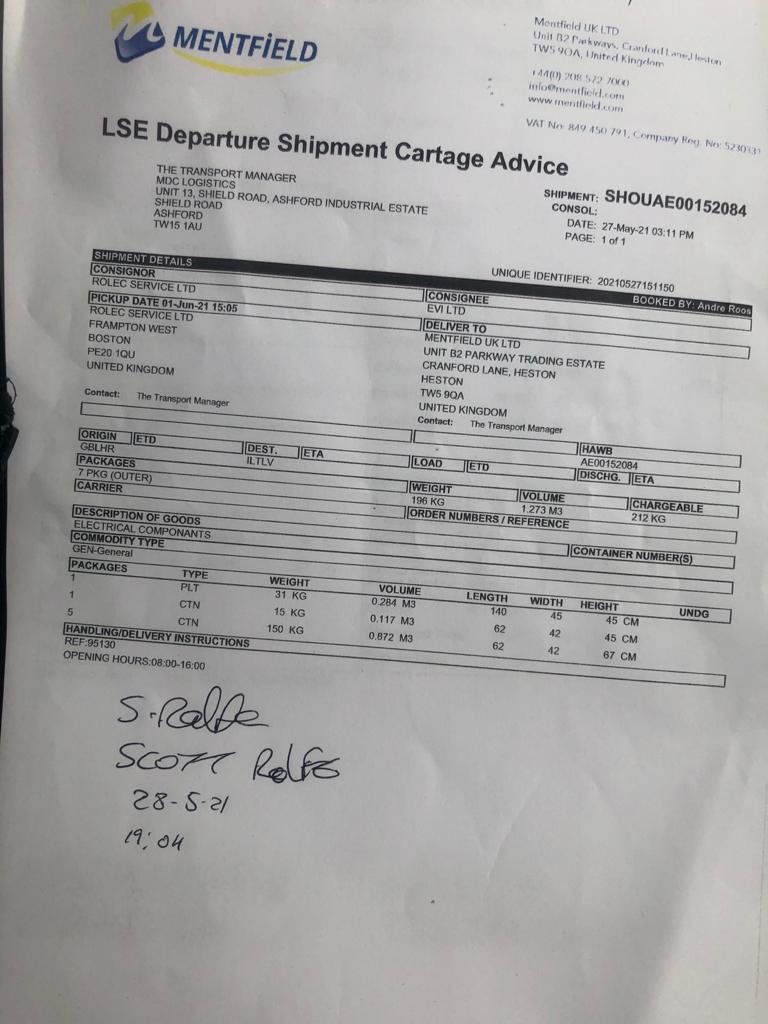 MENTFiELD
Mentfield UK LTD
Unit B2 Parkways, Cranford Lane, Heston
TW5 9QA, United Kingdom
+44(0) 208 572 7000
info@mentfield.com
www.mentfield.com
VAT No: 849 450 791, Company Reg. No: 5230331
LSE Departure Shipment Cartage Advice
THE TRANSPORT MANAGER
MDC LOGISTICS
UNIT 13, SHIELD ROAD, ASHFORD INDUSTRIAL ESTATE
SHIELD ROAD
ASHFORD
TW15 1AU
SHIPMENT: SHOUAE00152084
CONSOL:
DATE: 27-May-21 03:11 PM
PAGE: 1 of 1
UNIQUE IDENTIFIER: 20210527151150
SHIPMENT DETAILS BOOKED BY: Andre Roos
CONSIGNOR CONSIGNEE
ROLEC SERVICE LTD EVI LTD
PICKUP DATE 01-Jun-21 15:05 DELIVER TO
ROLEC SERVICE LTD MENTFIELD UK LTD
FRAMPTON WEST UNIT B2 PARKWAY TRADING ESTATE
BOSTON CRANFORD LANE, HESTON
PE20 1QU HESTON
UNITED KINGDOM TW5 9QA
UNITED KINGDOM
Contact: The Transport Manager Contact: The Transport Manager
HAWB
AE00152084
ORIGIN ETD DEST. ETA LOAD ETD DISCHG. ETA
GBLHR ILTLV
PACKAGES WEIGHT VOLUME CHARGEABLE
7 PKG (OUTER) 196 KG 1.273 M3 212 KG
CARRIER ORDER NUMBERS / REFERENCE
DESCRIPTION OF GOODS CONTAINER NUMBER(S)
ELECTRICAL COMPONANTS
COMMODITY TYPE
GEN-General
PACKAGES TYPE WEIGHT VOLUME LENGTH WIDTH HEIGHT UNDG
1 PLT 31 KG 0.284 M3 140 45 45 CM
1 CTN 15 KG 0.117 M3 62 42 45 CM
5 CTN 150 KG 0.872 M3 62 42 67 CM
HANDLING/DELIVERY INSTRUCTIONS
REF:95130
OPENING HOURS:08:00-16:00
S.Rolfe
SCOTT Rolfe
28-5-21
19:04